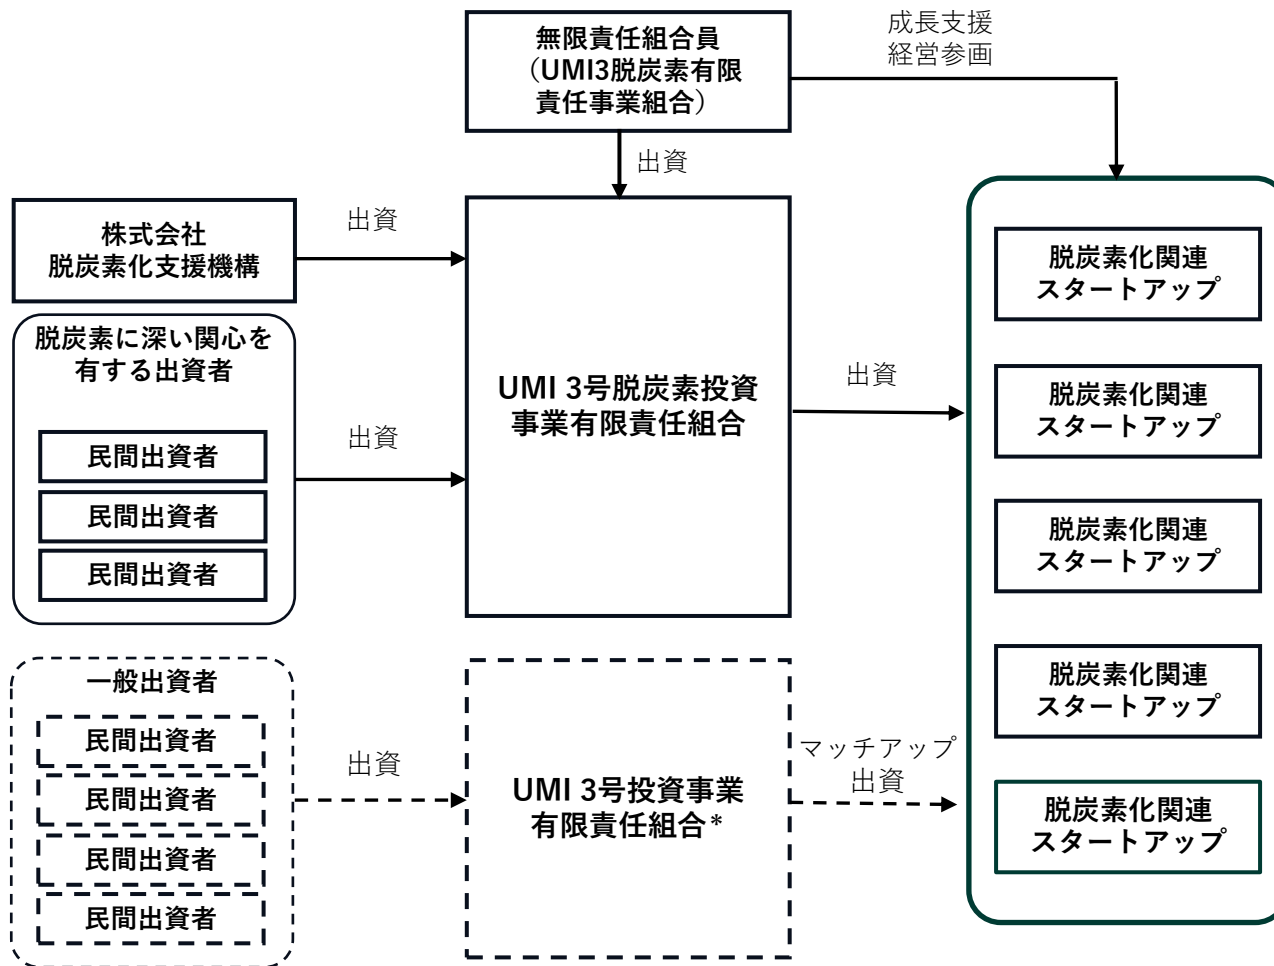 無限責任組合員
（UMI3脱炭素有限
責任事業組合）
成長支援
経営参画
出資
株式会社
脱炭素化支援機構
出資
脱炭素に深い関心を
有する出資者
民間出資者
民間出資者
民間出資者
出資
UMI 3号脱炭素投資
事業有限責任組合
出資
脱炭素化関連
スタートアップ
脱炭素化関連
スタートアップ
脱炭素化関連
スタートアップ
脱炭素化関連
スタートアップ
脱炭素化関連
スタートアップ
一般出資者
民間出資者
民間出資者
民間出資者
民間出資者
出資
UMI 3号投資事業
有限責任組合*
マッチアップ
出資